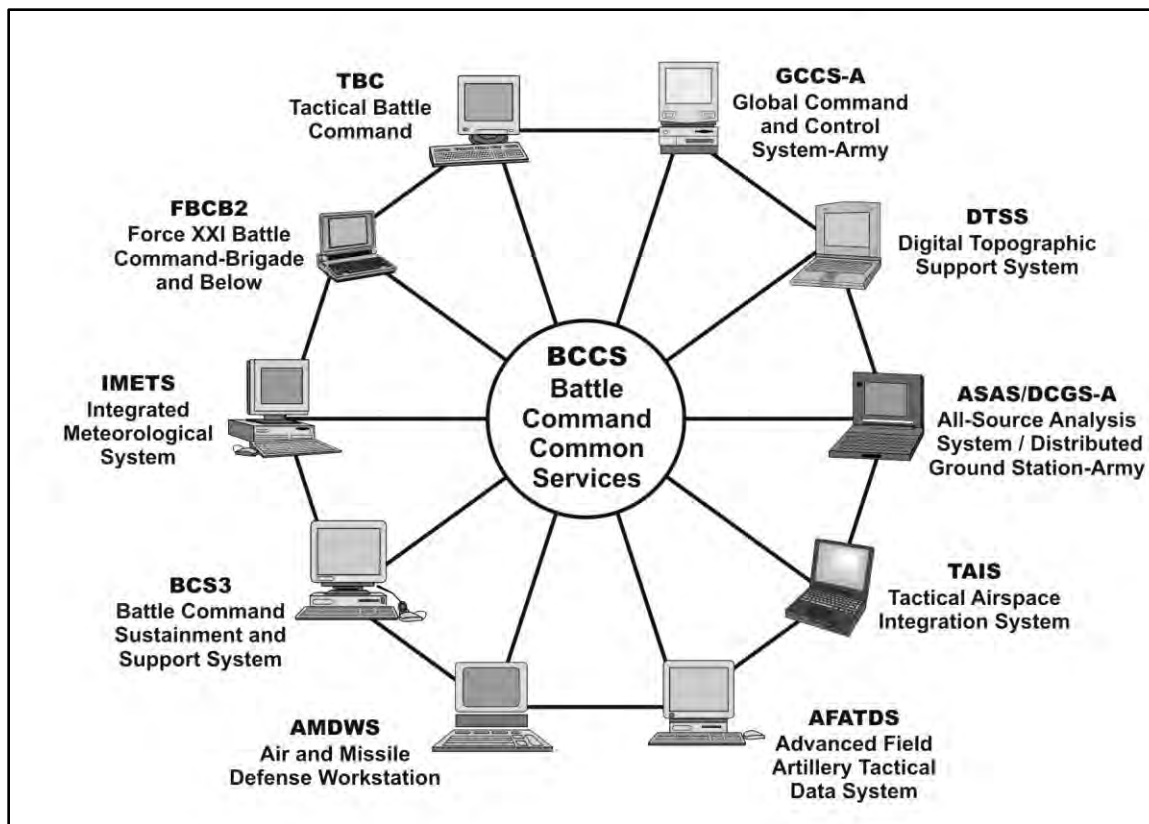 TBC
Tactical Battle
Command
GCCS-A
Global Command
and Control
System-Army
FBCB2
Force XXI Battle
Command-Brigade
and Below
DTSS
Digital Topographic
Support System
IMETS
Integrated
Meteorological
System
BCCS
Battle
Command
Common
Services
ASAS/DCGS-A
All-Source Analysis
System / Distributed
Ground Station-Army
BCS3
Battle Command
Sustainment and
Support System
TAIS
Tactical Airspace
Integration System
AMDWS
Air and Missile
Defense Workstation
AFATDS
Advanced Field
Artillery Tactical
Data System